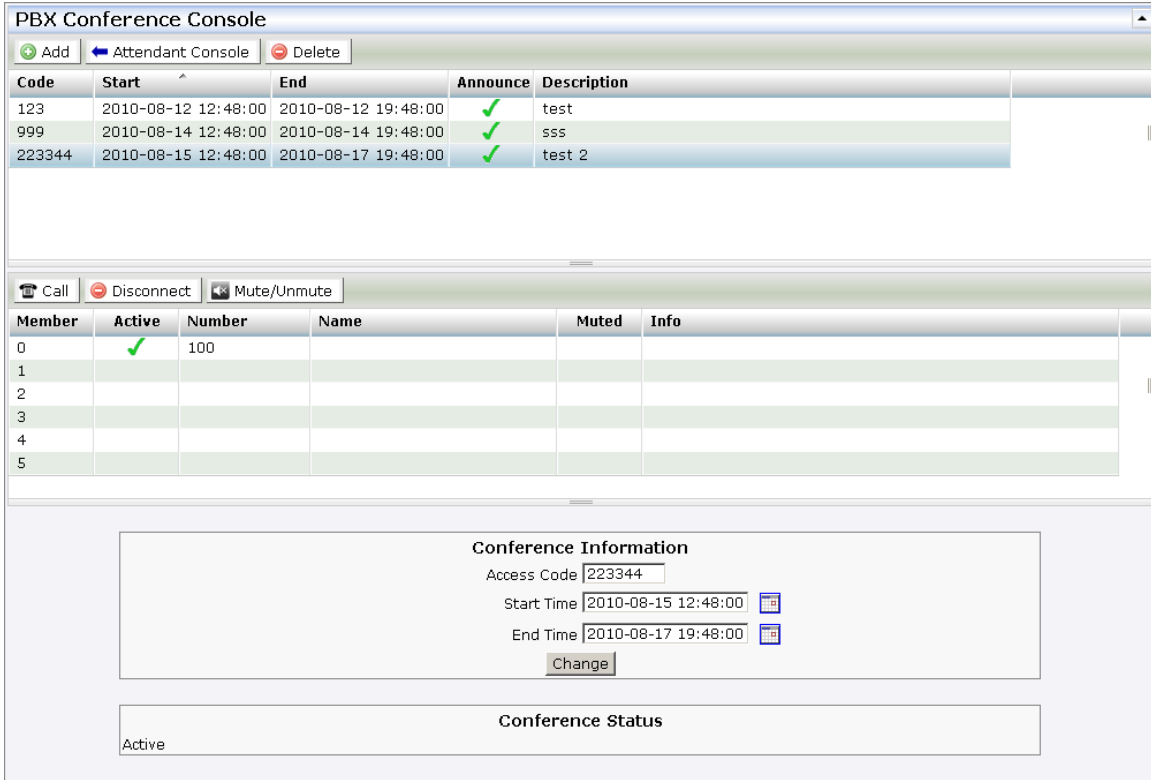 PBX Conference Console
Add Attendant Console Delete
Code Start End Announce Description
123 2010-08-12 12:48:00 2010-08-12 19:48:00 test
999 2010-08-14 12:48:00 2010-08-14 19:48:00 sss
223344 2010-08-15 12:48:00 2010-08-17 19:48:00 test 2
Call Disconnect Mute/Unmute
Member Active Number Name Muted Info
0 100
1
2
3
4
5
Conference Information
Access Code 223344
Start Time 2010-08-15 12:48:00
End Time 2010-08-17 19:48:00
Change
Conference Status
Active